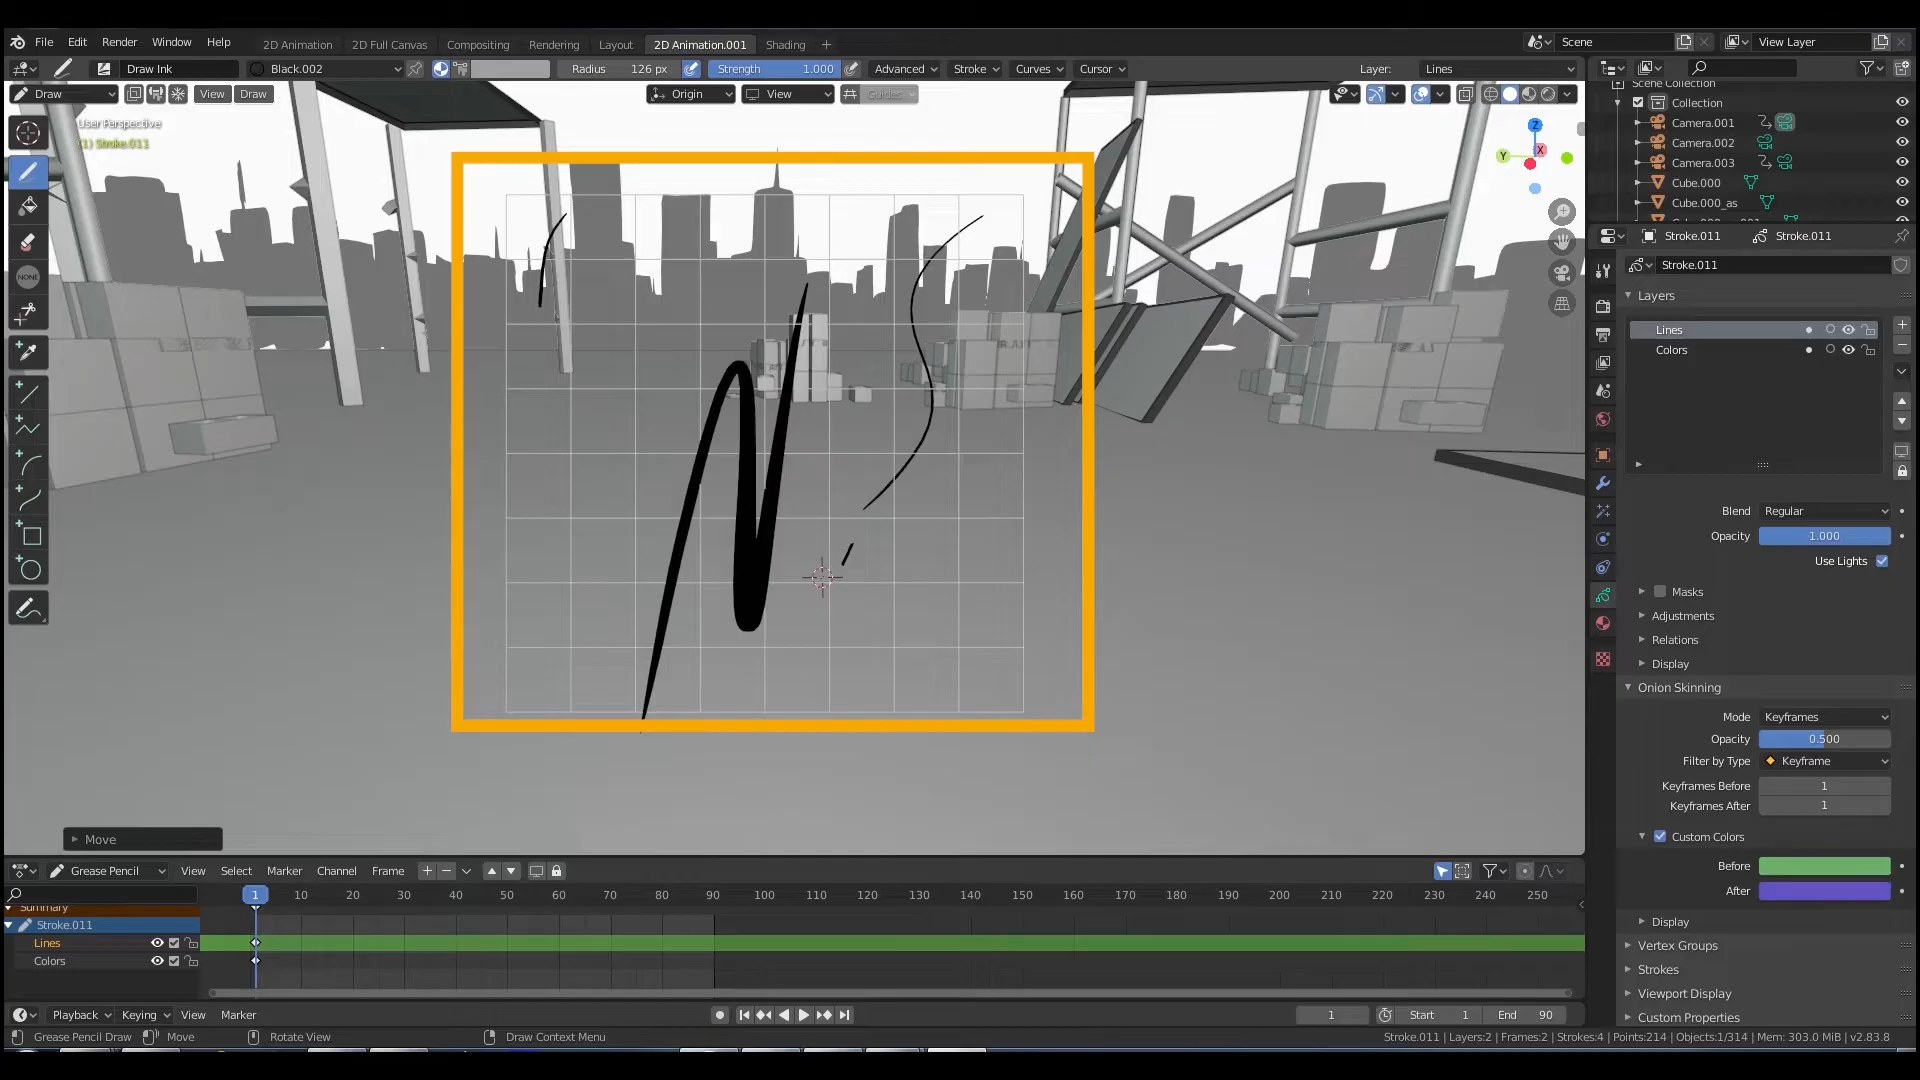 File Edit Render Window Help 2D Animation 2D Full Canvas Compositing Rendering Layout 2D Animation.001 Shading + Scene View Layer
Draw Ink Black.002 Radius 126 px Strength 1.000 Advanced Stroke Curves Cursor Layer: Lines
Draw View Draw Origin View Guides
User Perspective
(1) Stroke.011
Z
Y
X
NONE
Scene Collection
Collection
Camera.001
Camera.002
Camera.003
Cube.000
Cube.000_as
Stroke.011 Stroke.011
Stroke.011
Layers
Lines
Colors
Blend Regular
Opacity 1.000
Use Lights
Masks
Adjustments
Relations
Display
Onion Skinning
Mode Keyframes
Opacity 0.500
Filter by Type Keyframe
Keyframes Before 1
Keyframes After 1
Custom Colors
Before
After
Display
Vertex Groups
Strokes
Viewport Display
Custom Properties
Move
Grease Pencil View Select Marker Channel Frame
1 10 20 30 40 50 60 70 80 90 100 110 120 130 140 150 160 170 180 190 200 210 220 230 240 250
Summary
Stroke.011
Lines
Colors
Playback Keying View Marker 1 Start 1 End 90
Grease Pencil Draw Move Rotate View Draw Context Menu Stroke.011 | Layers:2 | Frames:2 | Strokes:4 | Points:214 | Objects:1/314 | Mem: 303.0 MiB | v2.83.8